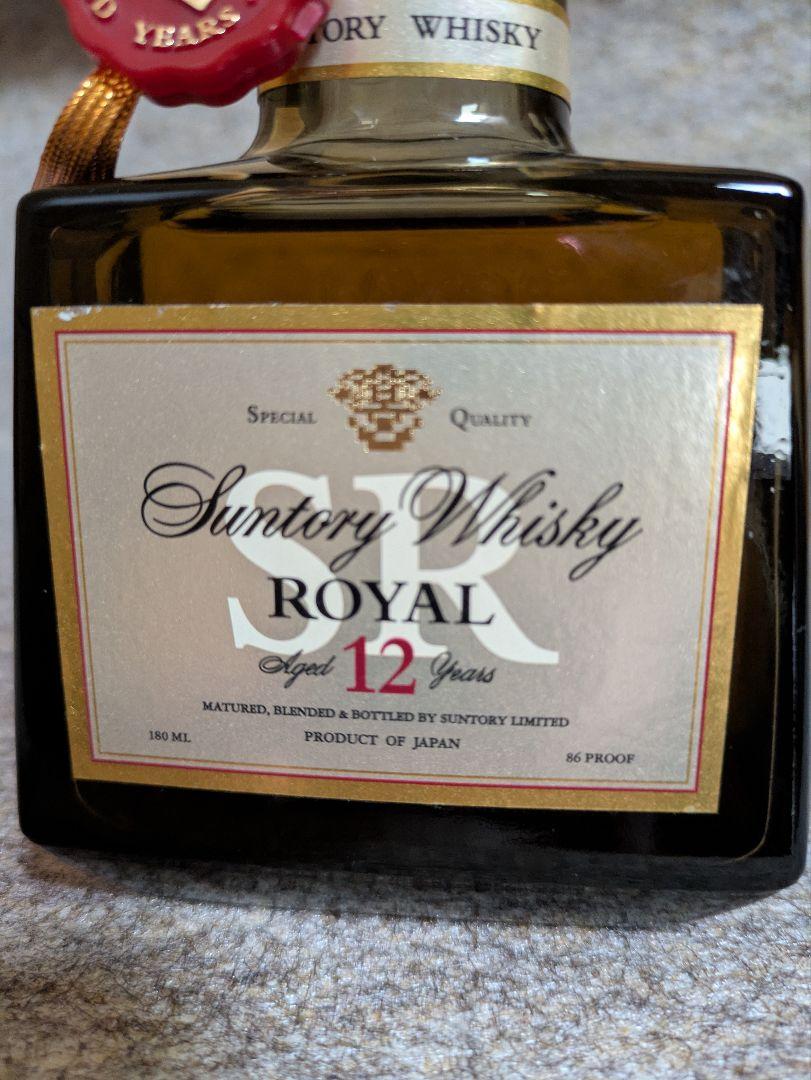 YEARS
TORY WHISKY
SPECIAL QUALITY
SR
Suntory Whisky
ROYAL
Aged 12 Years
MATURED, BLENDED & BOTTLED BY SUNTORY LIMITED
180 ML PRODUCT OF JAPAN 86 PROOF